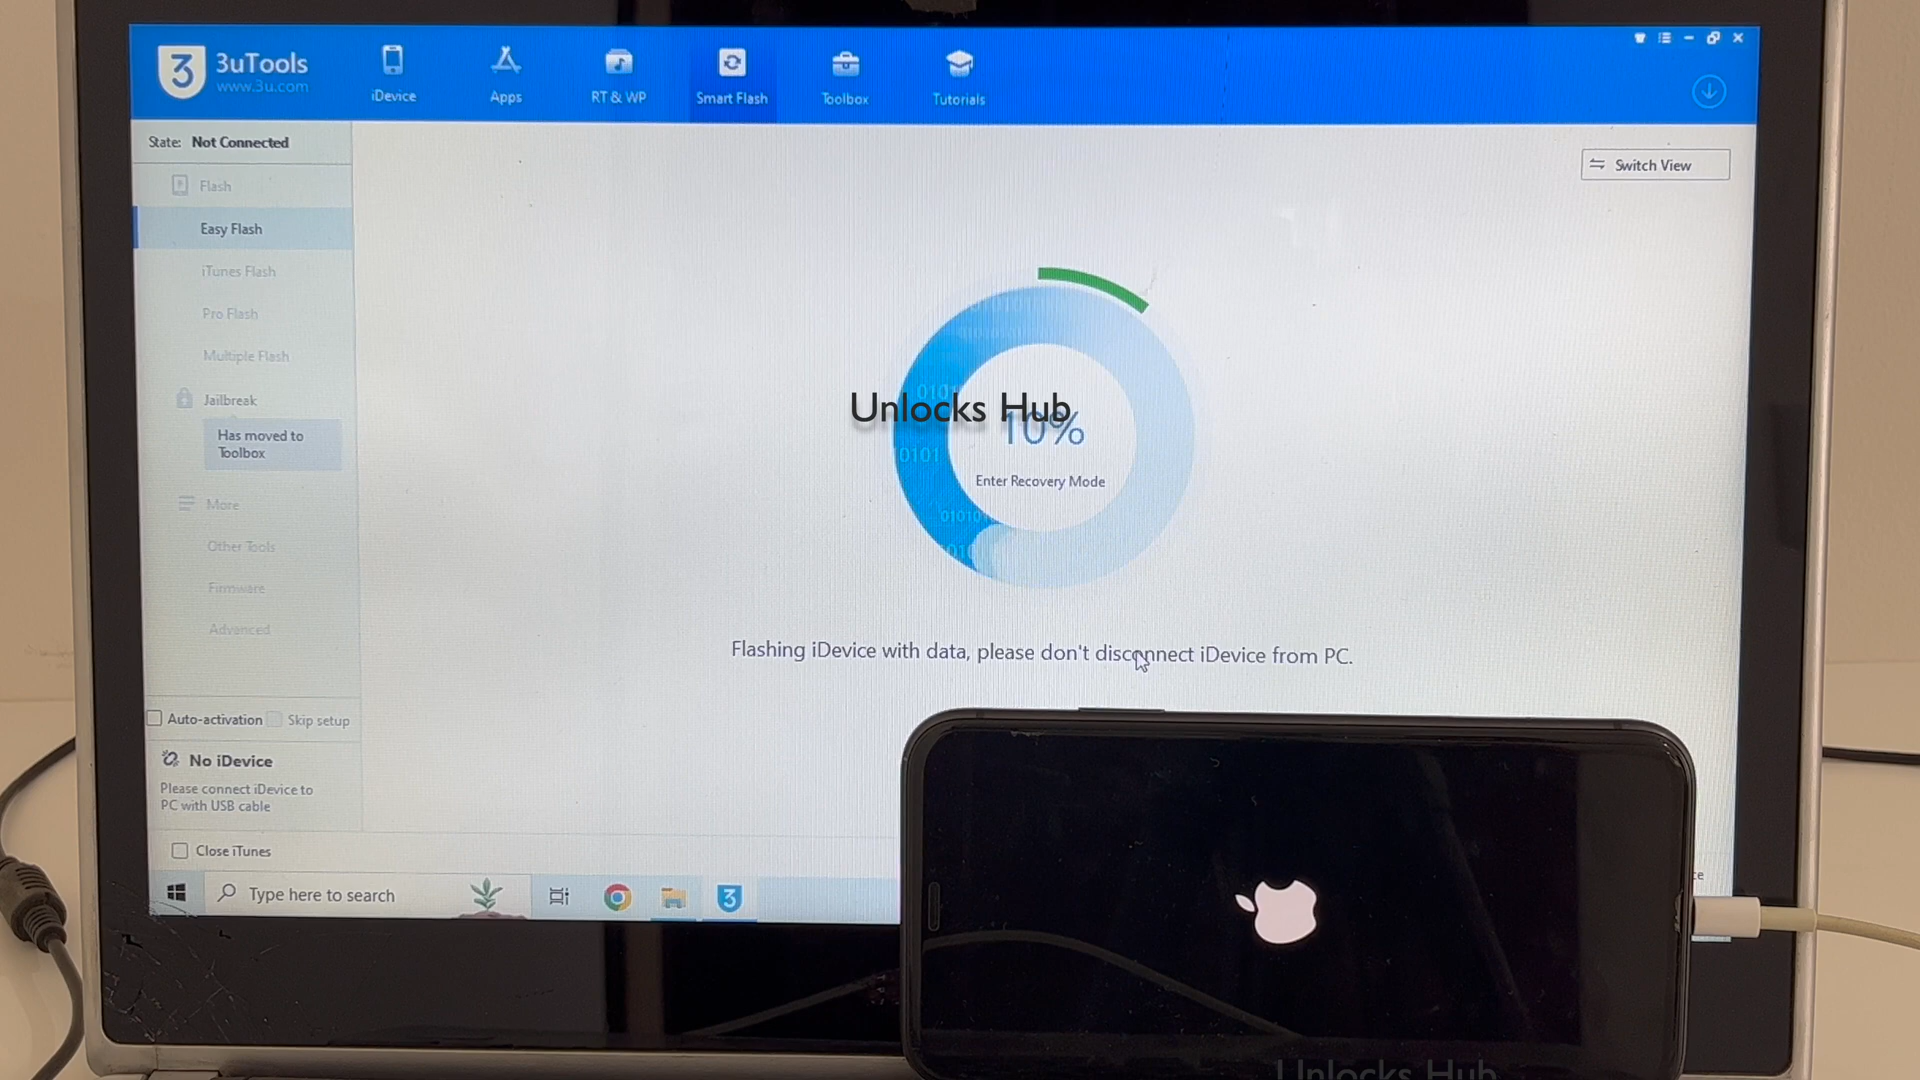 3 3uTools
www.3u.com
iDevice
Apps
RT & WP
Smart Flash
Toolbox
Tutorials
State: Not Connected
Switch View
Flash
Easy Flash
iTunes Flash
Pro Flash
Multiple Flash
Jailbreak
Has moved to
Toolbox
More
Other Tools
Firmware
Advanced
Unlocks Hub
10%
Enter Recovery Mode
Flashing iDevice with data, please don't disconnect iDevice from PC.
Auto-activation Skip setup
No iDevice
Please connect iDevice to
PC with USB cable
Close iTunes
Type here to search
3
Unlocks Hub